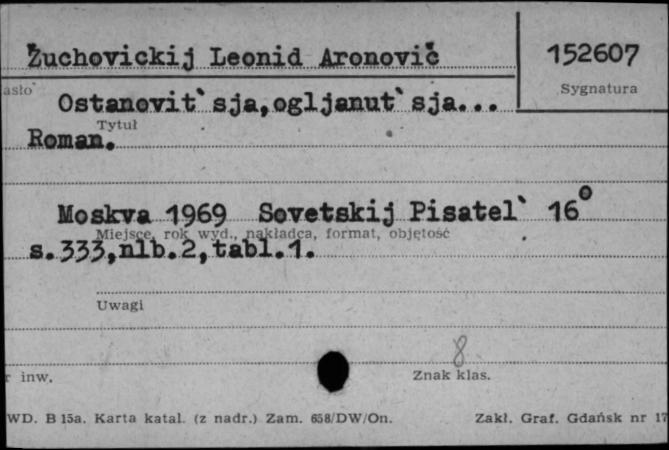 Žuchovickij Leonid Aronovič
152607
asło
Sygnatura
Ostanovit`sja,ogljanut`sja...
Tytuł
Roman.
Moskva 1969 Sovetskij Pisatel` 16⁰
Miejsce, rok wyd., nakładca, format, objętość
s.333,nlb.2,tabl.1.
Uwagi
8
r inw.
Znak klas.
WD. B 15a. Karta katal. (z nadr.) Zam. 658/DW/On.
Zakł. Graf. Gdańsk nr 17